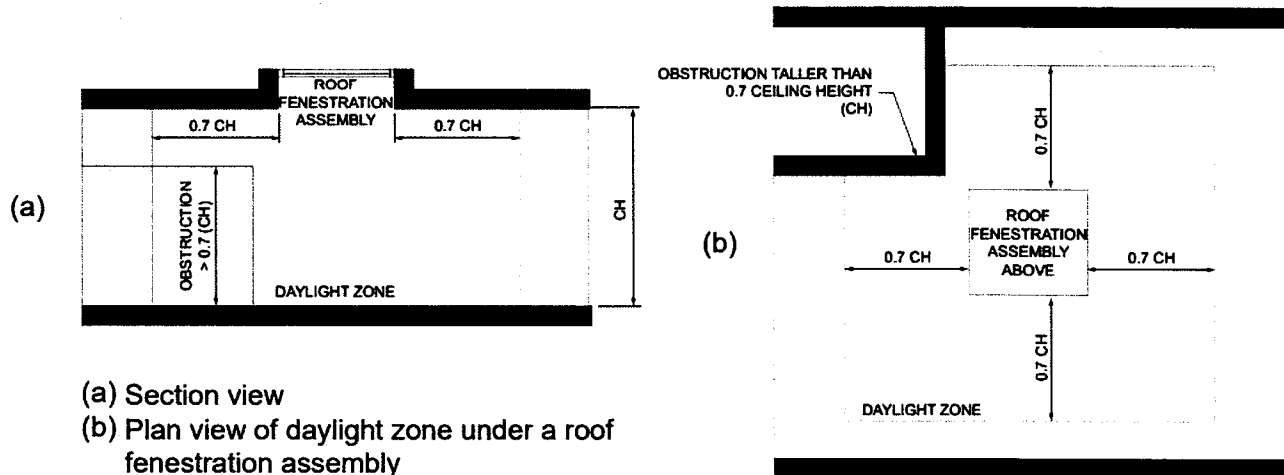 (a)
ROOF
FENESTRATION
ASSEMBLY
0.7 CH
0.7 CH
OBSTRUCTION
> 0.7 (CH)
CH
DAYLIGHT ZONE
(a) Section view
(b) Plan view of daylight zone under a roof
fenestration assembly
(b)
OBSTRUCTION TALLER THAN
0.7 CEILING HEIGHT
(CH)
0.7 CH
ROOF
FENESTRATION
ASSEMBLY
ABOVE
0.7 CH
0.7 CH
0.7 CH
DAYLIGHT ZONE